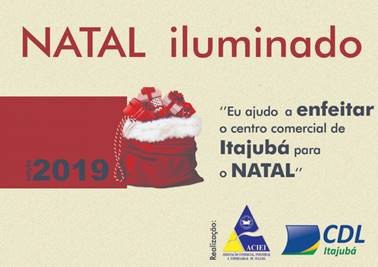 NATAL iluminado
''Eu ajudo a enfeitar
o centro comercial de
Itajubá para
o NATAL''
2019
Realização:
ACIEI
CDL
Itajubá